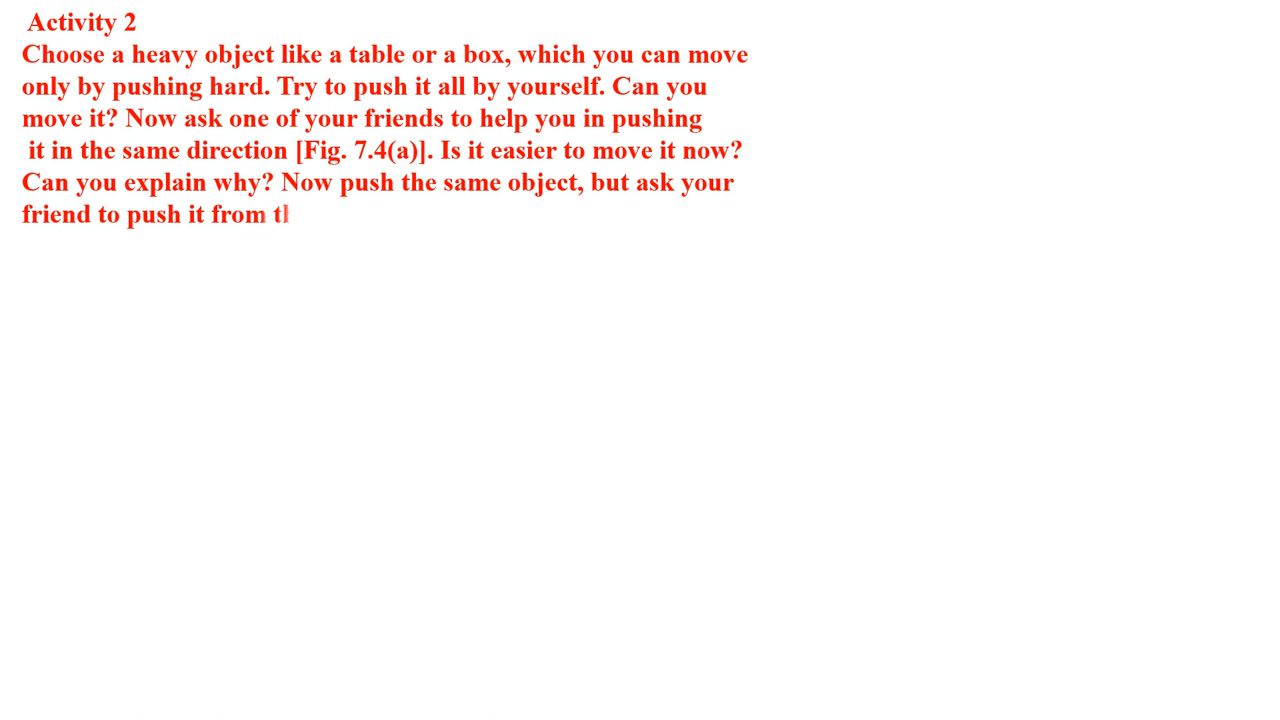 Activity 2
Choose a heavy object like a table or a box, which you can move
only by pushing hard. Try to push it all by yourself. Can you
move it? Now ask one of your friends to help you in pushing
it in the same direction [Fig. 7.4(a)]. Is it easier to move it now?
Can you explain why? Now push the same object, but ask your
friend to push it from